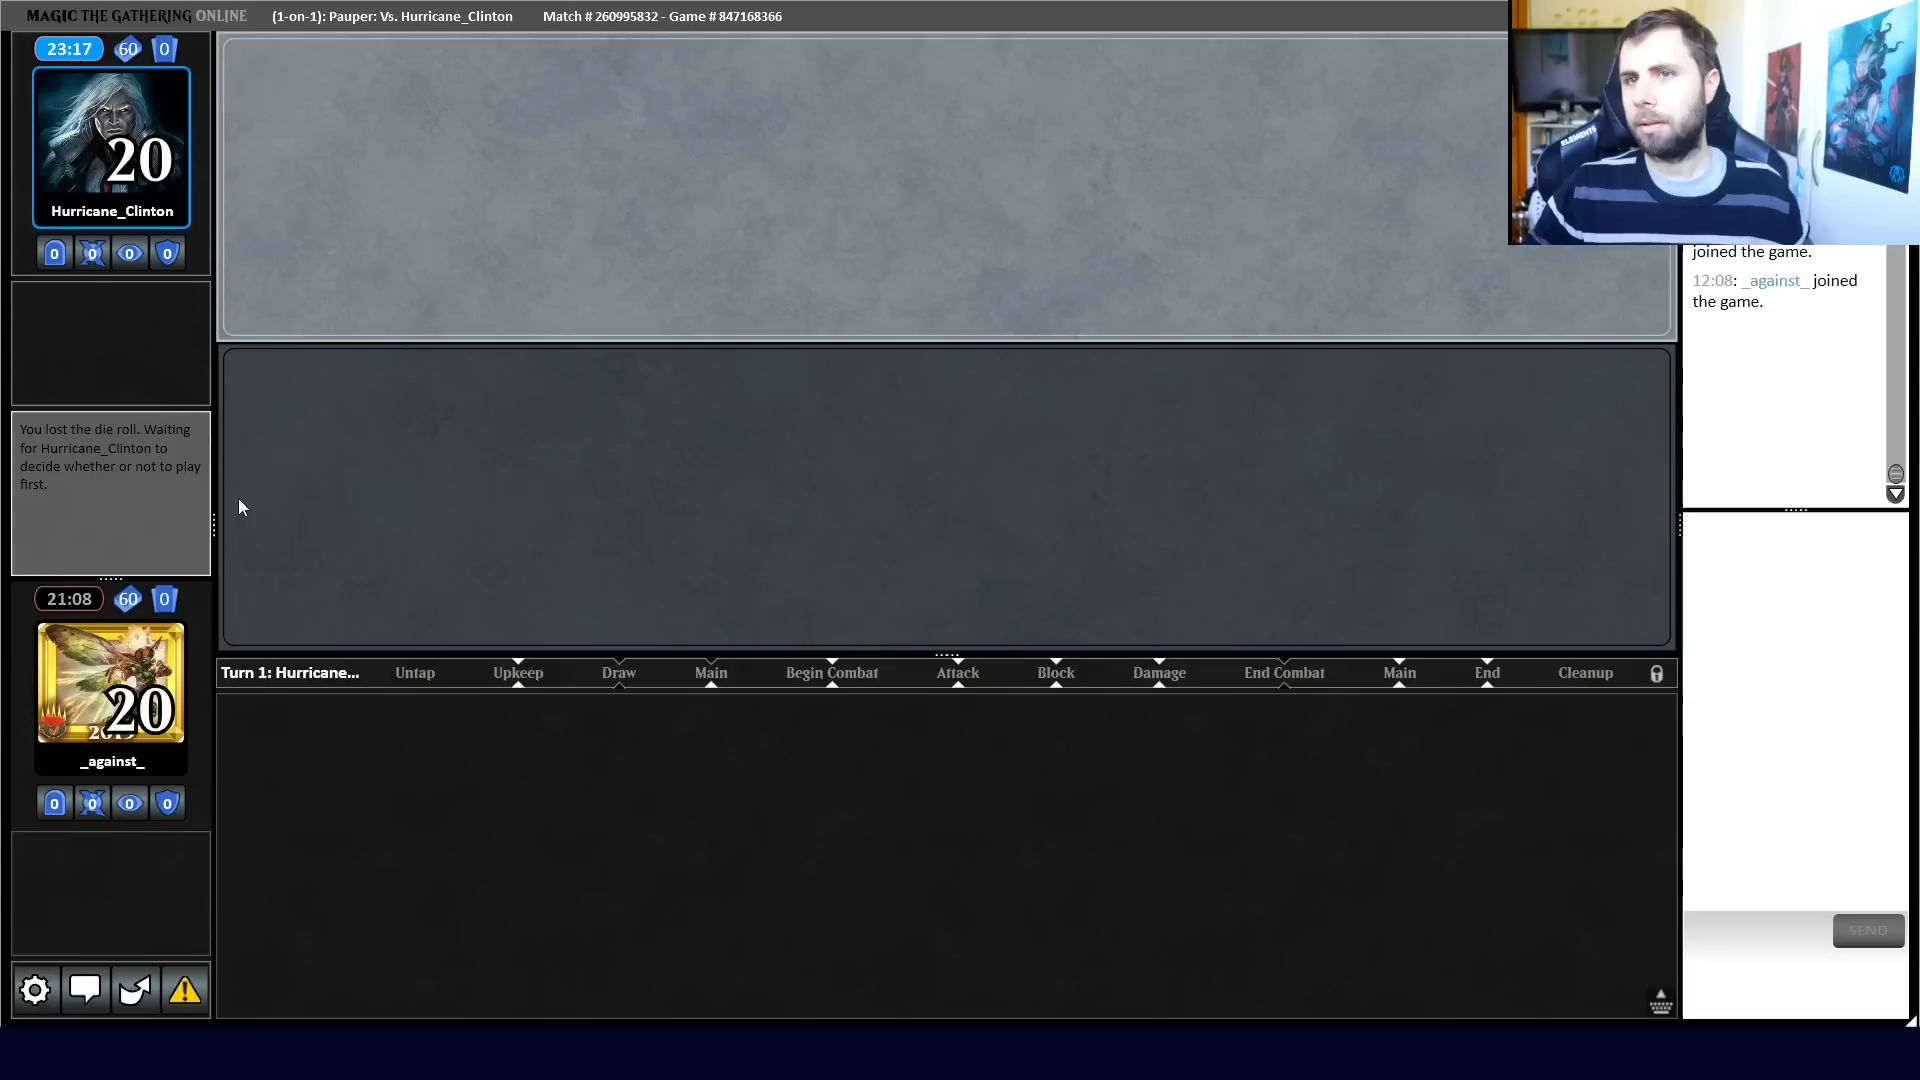 MAGIC THE GATHERING ONLINE
(1-on-1): Pauper: Vs. Hurricane_Clinton
Match # 260995832 - Game # 847168366
23:17
60
0
20
Hurricane_Clinton
0
0
0
0
You lost the die roll. Waiting
for Hurricane_Clinton to
decide whether or not to play
first.
21:08
60
0
20
_against_
0
0
0
0
Turn 1: Hurricane... Untap Upkeep Draw Main Begin Combat Attack Block Damage End Combat Main End Cleanup
ELEMENTS
joined the game.
12:08: _against_ joined
the game.
SEND